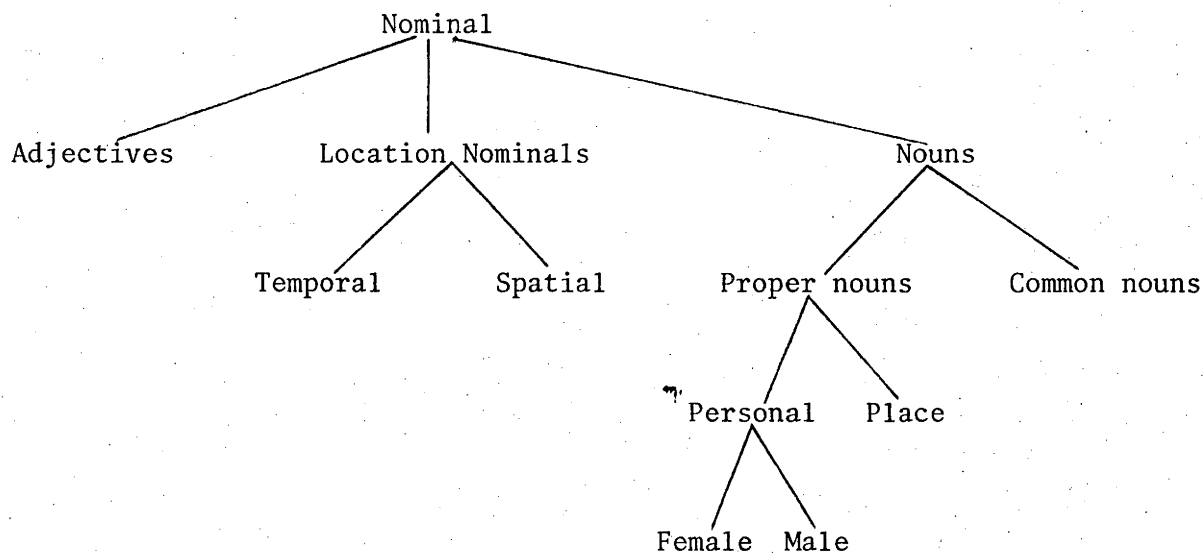 Nominal
Adjectives Location Nominals Nouns
Temporal Spatial Proper nouns Common nouns
Personal Place
Female Male